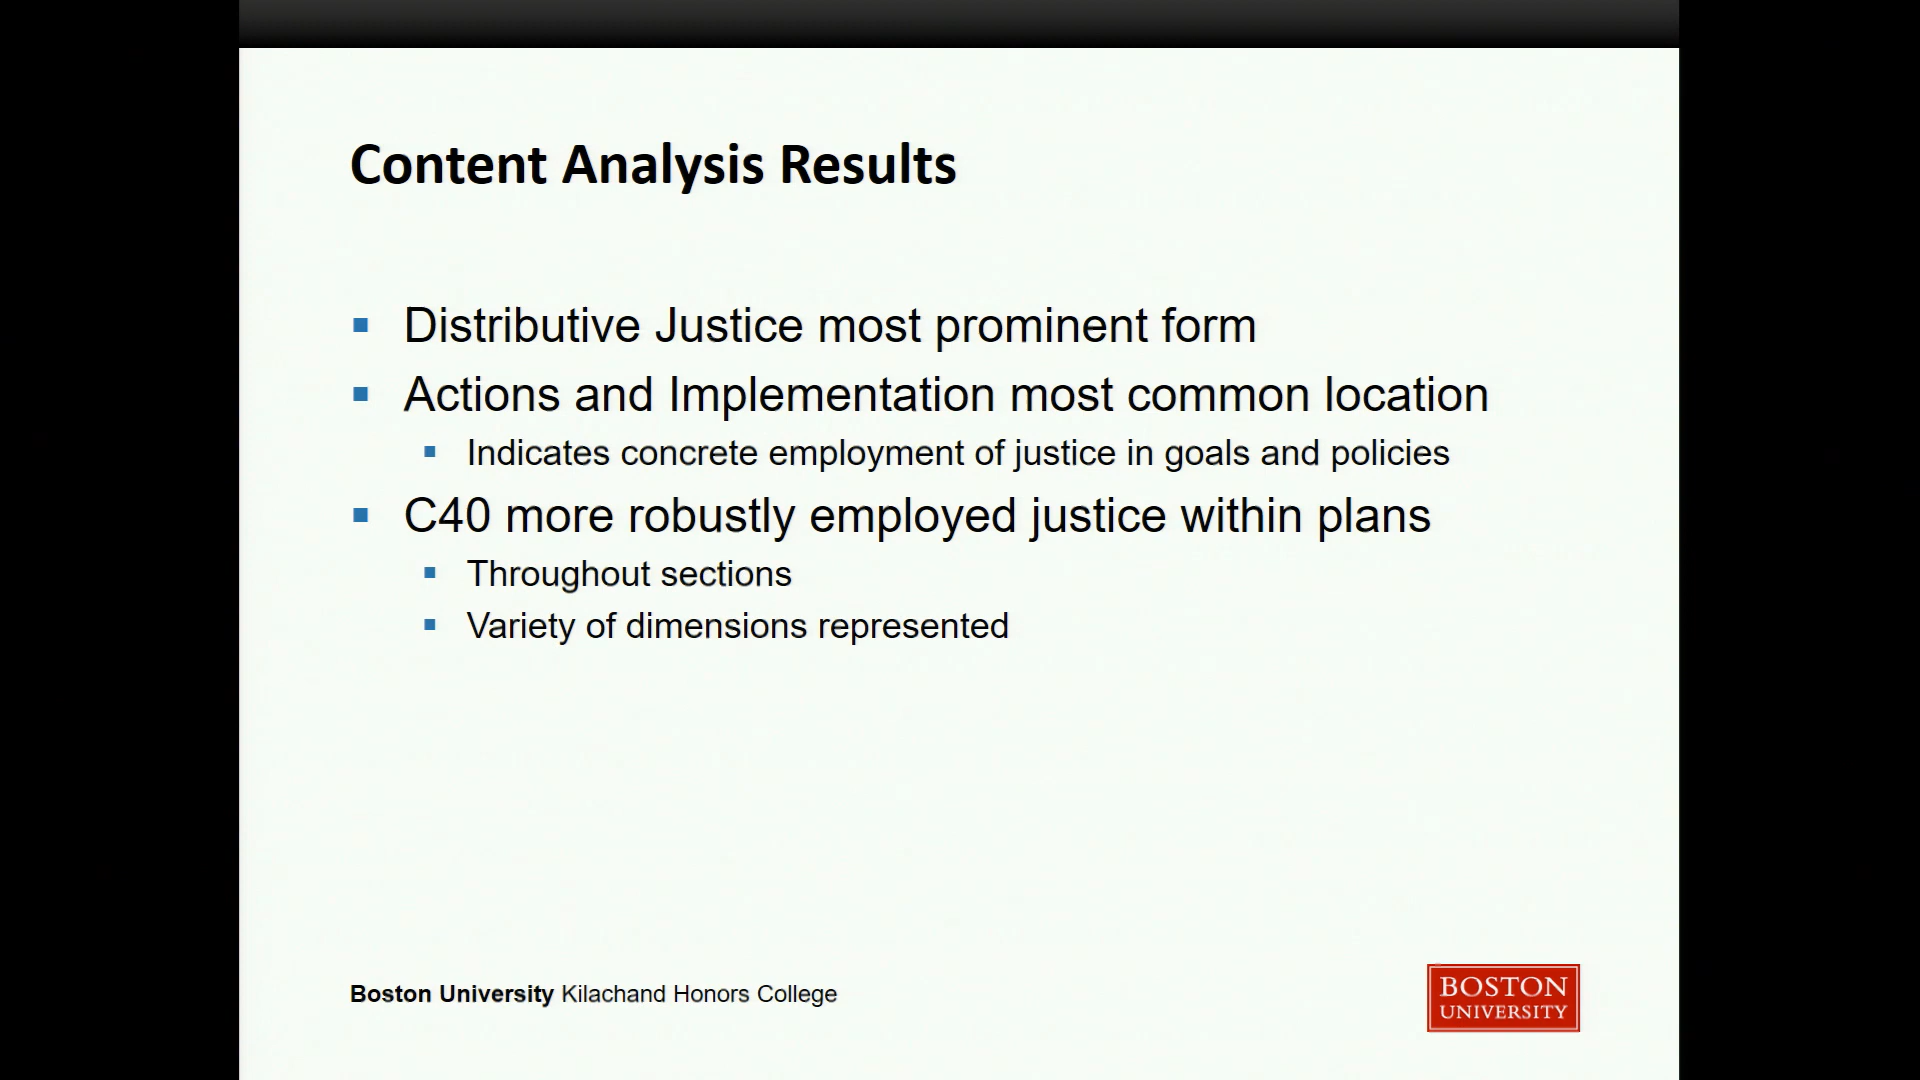 Content Analysis Results
Distributive Justice most prominent form
Actions and Implementation most common location
Indicates concrete employment of justice in goals and policies
C40 more robustly employed justice within plans
Throughout sections
Variety of dimensions represented
Boston University Kilachand Honors College
BOSTON
UNIVERSITY